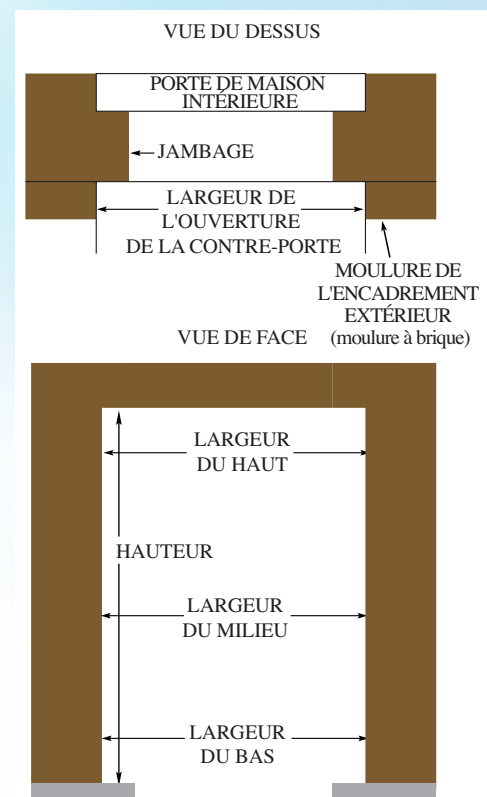 VUE DU DESSUS
PORTE DE MAISON
INTÉRIEURE
JAMBAGE
LARGEUR DE
L'OUVERTURE
DE LA CONTRE-PORTE
MOULURE DE
L'ENCADREMENT
EXTÉRIEUR
(moulure à brique)
VUE DE FACE
LARGEUR
DU HAUT
HAUTEUR
LARGEUR
DU MILIEU
LARGEUR
DU BAS